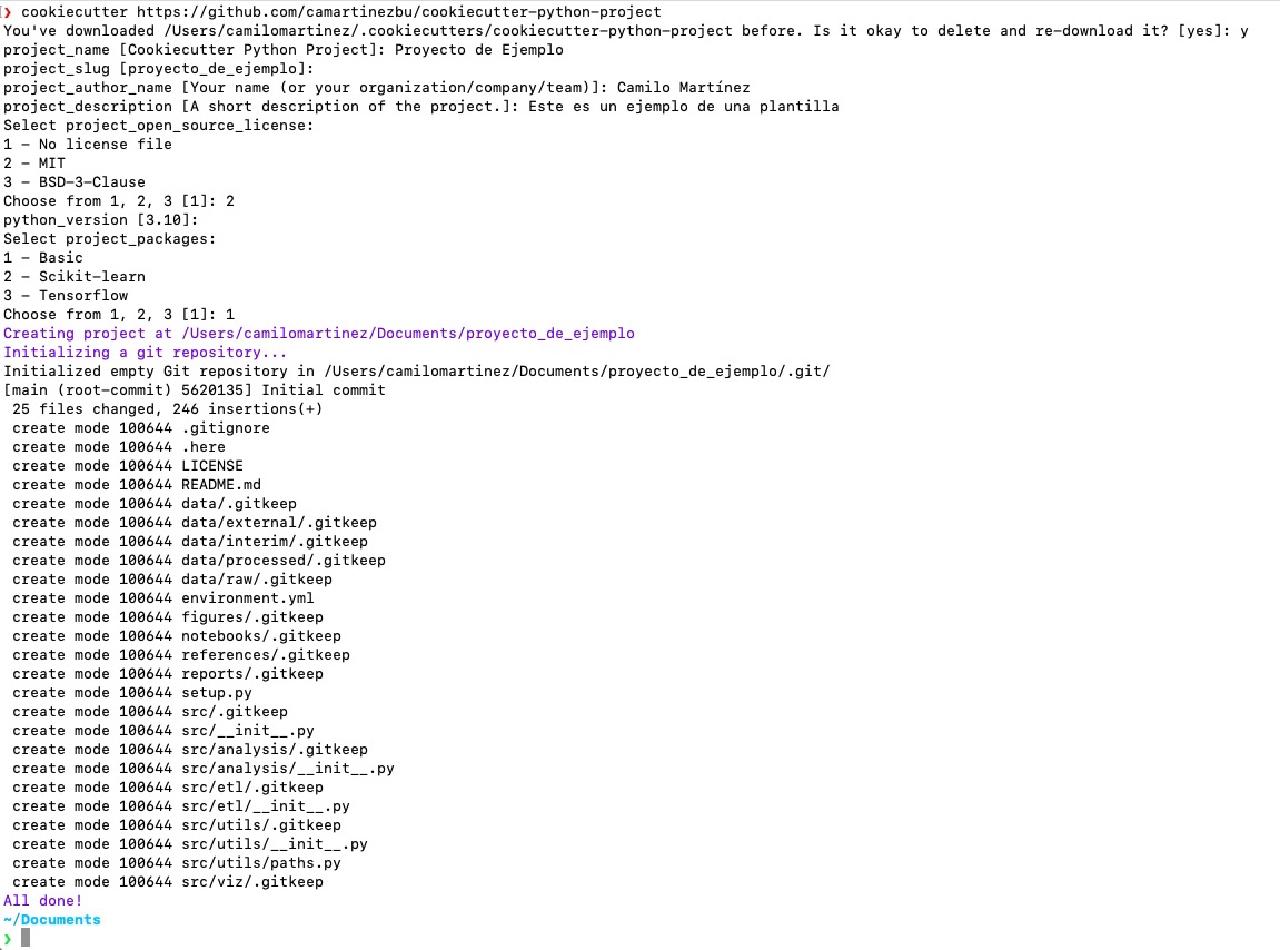 ❯ cookiecutter https://github.com/camartinezbu/cookiecutter-python-project
You've downloaded /Users/camilomartinez/.cookiecutters/cookiecutter-python-project before. Is it okay to delete and re-download it? [yes]: y
project_name [Cookiecutter Python Project]: Proyecto de Ejemplo
project_slug [proyecto_de_ejemplo]:
project_author_name [Your name (or your organization/company/team)]: Camilo Martínez
project_description [A short description of the project.]: Este es un ejemplo de una plantilla
Select project_open_source_license:
1 - No license file
2 - MIT
3 - BSD-3-Clause
Choose from 1, 2, 3 [1]: 2
python_version [3.10]:
Select project_packages:
1 - Basic
2 - Scikit-learn
3 - Tensorflow
Choose from 1, 2, 3 [1]: 1
Creating project at /Users/camilomartinez/Documents/proyecto_de_ejemplo
Initializing a git repository...
Initialized empty Git repository in /Users/camilomartinez/Documents/proyecto_de_ejemplo/.git/
[main (root-commit) 5620135] Initial commit
 25 files changed, 246 insertions(+)
 create mode 100644 .gitignore
 create mode 100644 .here
 create mode 100644 LICENSE
 create mode 100644 README.md
 create mode 100644 data/.gitkeep
 create mode 100644 data/external/.gitkeep
 create mode 100644 data/interim/.gitkeep
 create mode 100644 data/processed/.gitkeep
 create mode 100644 data/raw/.gitkeep
 create mode 100644 environment.yml
 create mode 100644 figures/.gitkeep
 create mode 100644 notebooks/.gitkeep
 create mode 100644 references/.gitkeep
 create mode 100644 reports/.gitkeep
 create mode 100644 setup.py
 create mode 100644 src/.gitkeep
 create mode 100644 src/__init__.py
 create mode 100644 src/analysis/.gitkeep
 create mode 100644 src/analysis/__init__.py
 create mode 100644 src/etl/.gitkeep
 create mode 100644 src/etl/__init__.py
 create mode 100644 src/utils/.gitkeep
 create mode 100644 src/utils/__init__.py
 create mode 100644 src/utils/paths.py
 create mode 100644 src/viz/.gitkeep
All done!
~/Documents
❯